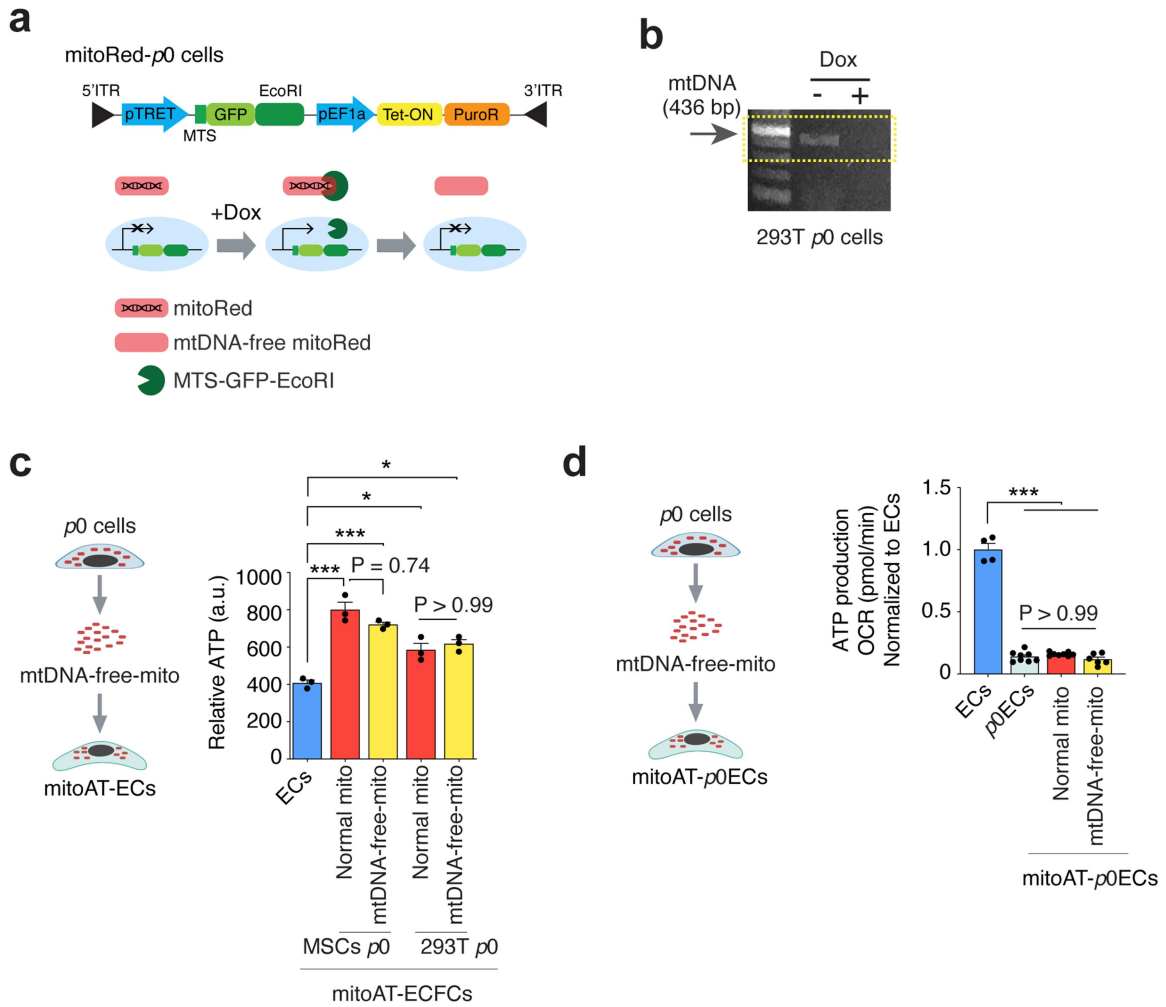 a
mitoRed-p0 cells
5'ITR
EcoRI
3'ITR
pTRET
GFP
pEF1a
Tet-ON
PuroR
MTS
+Dox
mitoRed
mtDNA-free mitoRed
MTS-GFP-EcoRI
b
Dox
mtDNA
(436 bp)
- +
293T p0 cells
c
p0 cells
mtDNA-free-mito
mitoAT-ECs
*
*
***
***
P = 0.74
P > 0.99
Relative ATP (a.u.)
1000
800
600
400
200
0
ECs
Normal mito
mtDNA-free-mito
Normal mito
mtDNA-free-mito
MSCs p0
293T p0
mitoAT-ECFCs
d
p0 cells
mtDNA-free-mito
mitoAT-p0ECs
ATP production
OCR (pmol/min)
Normalized to ECs
1.5
1.0
0.5
0
***
P > 0.99
ECs
p0ECs
Normal mito
mtDNA-free-mito
mitoAT-p0ECs